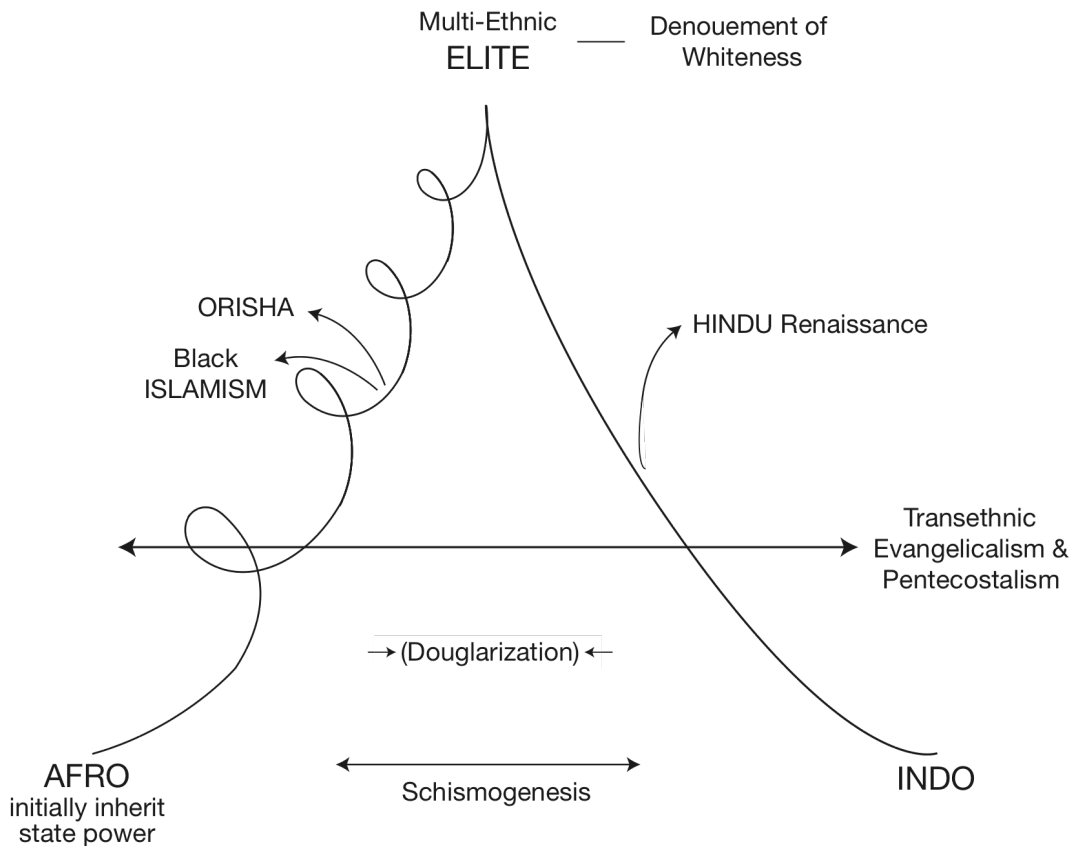 Multi-Ethnic
ELITE
Denouement of
Whiteness
ORISHA
Black
ISLAMISM
HINDU Renaissance
Transethnic
Evangelicalism &
Pentecostalism
(Douglarization)
Schismogenesis
AFRO
initially inherit
state power
INDO